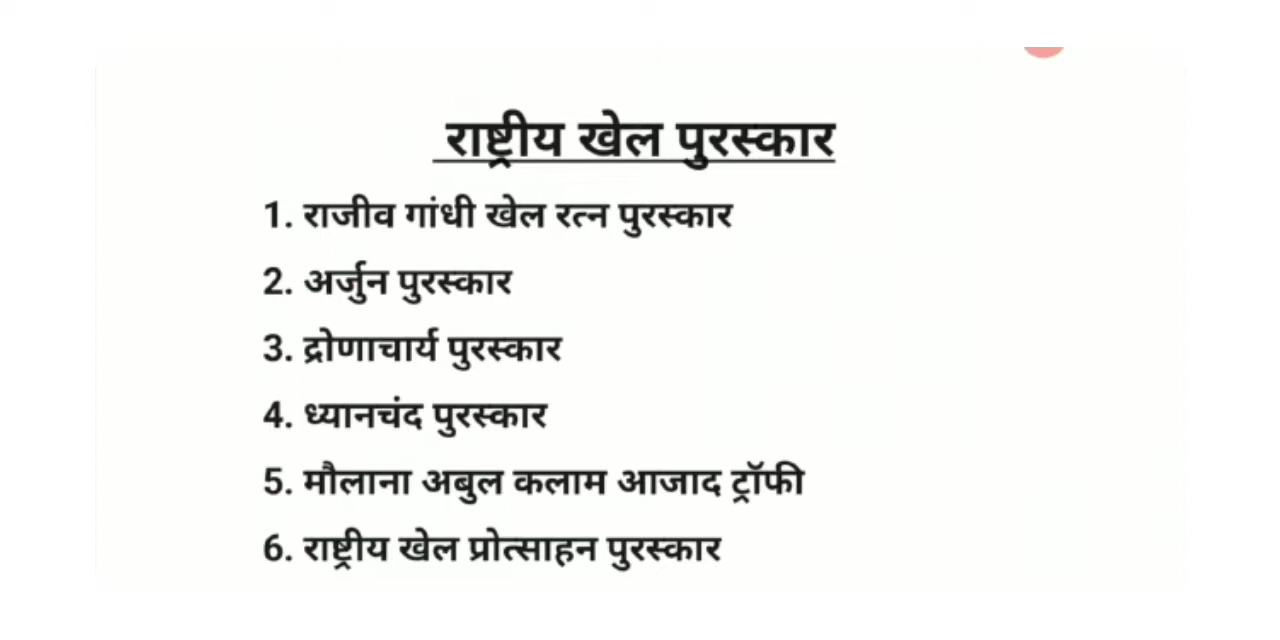 राष्ट्रीय खेल पुरस्कार
1. राजीव गांधी खेल रत्न पुरस्कार
2. अर्जुन पुरस्कार
3. द्रोणाचार्य पुरस्कार
4. ध्यानचंद पुरस्कार
5. मौलाना अबुल कलाम आजाद ट्रॉफी
6. राष्ट्रीय खेल प्रोत्साहन पुरस्कार